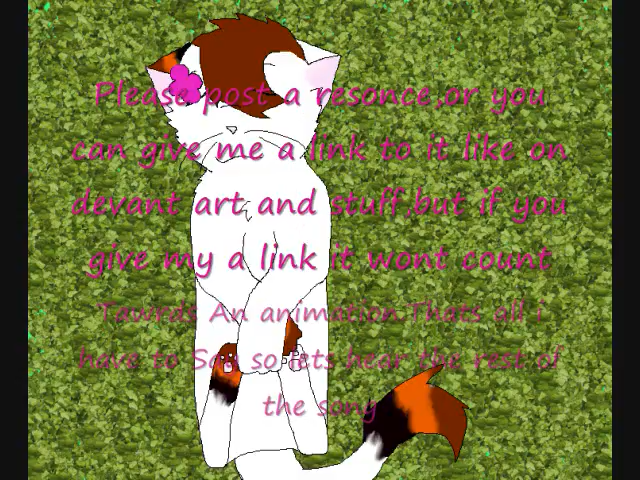 Please post a resonce,or you
can give me a link to it like on
devant art and stuff,but if you
give my a link it wont count
Tawrds An animation.Thats all i
have to Say so lets hear the rest of
the song